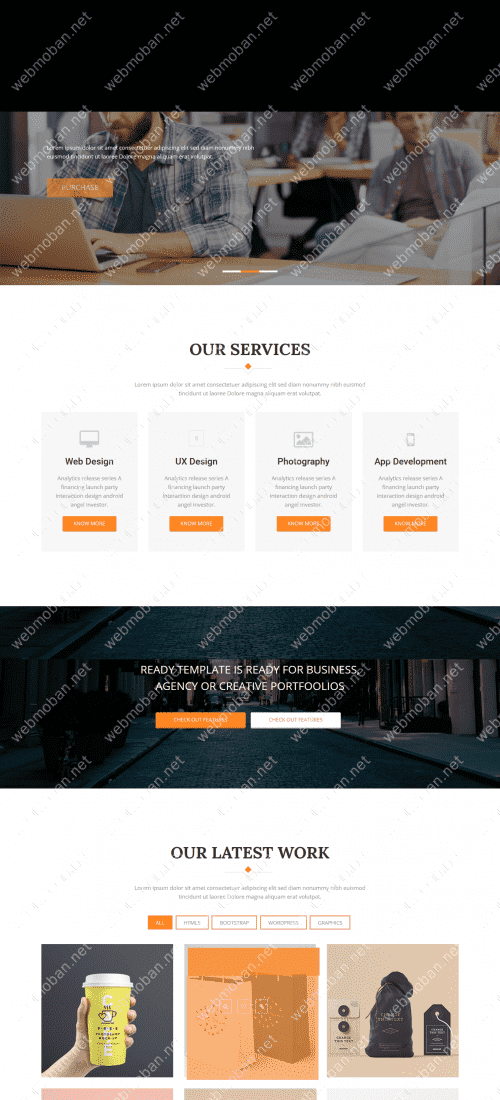 webmoban.net
Lorem ipsum dolor sit amet consectetur adipiscing elit sed diam nonummy nibh
euismod tincidunt ut laoree Dolore magna aliquam erat volutpat.
PURCHASE
OUR SERVICES
Lorem ipsum dolor sit amet consectetuer adipiscing elit sed diam nonummy nibh euismod
tincidunt ut laoree Dolore magna aliquam erat volutpat.
Web Design
Analytics release series A
financing launch party
interaction design android
angel investor.
KNOW MORE
UX Design
Analytics release series A
financing launch party
interaction design android
angel investor.
KNOW MORE
Photography
Analytics release series A
financing launch party
interaction design android
angel investor.
KNOW MORE
App Development
Analytics release series A
financing launch party
interaction design android
angel investor.
KNOW MORE
READY TEMPLATE IS READY FOR BUSINESS,
AGENCY OR CREATIVE PORTFOOLIOS
CHECK OUT FEATURES
CHECK OUT FEATURES
OUR LATEST WORK
Lorem ipsum dolor sit amet consectetuer adipiscing elit sed diam nonummy nibh euismod
tincidunt ut laoree Dolore magna aliquam erat volutpat.
ALL
HTML5
BOOTSTRAP
WORDPRESS
GRAPHICS
CHANGE
THIS TEXT